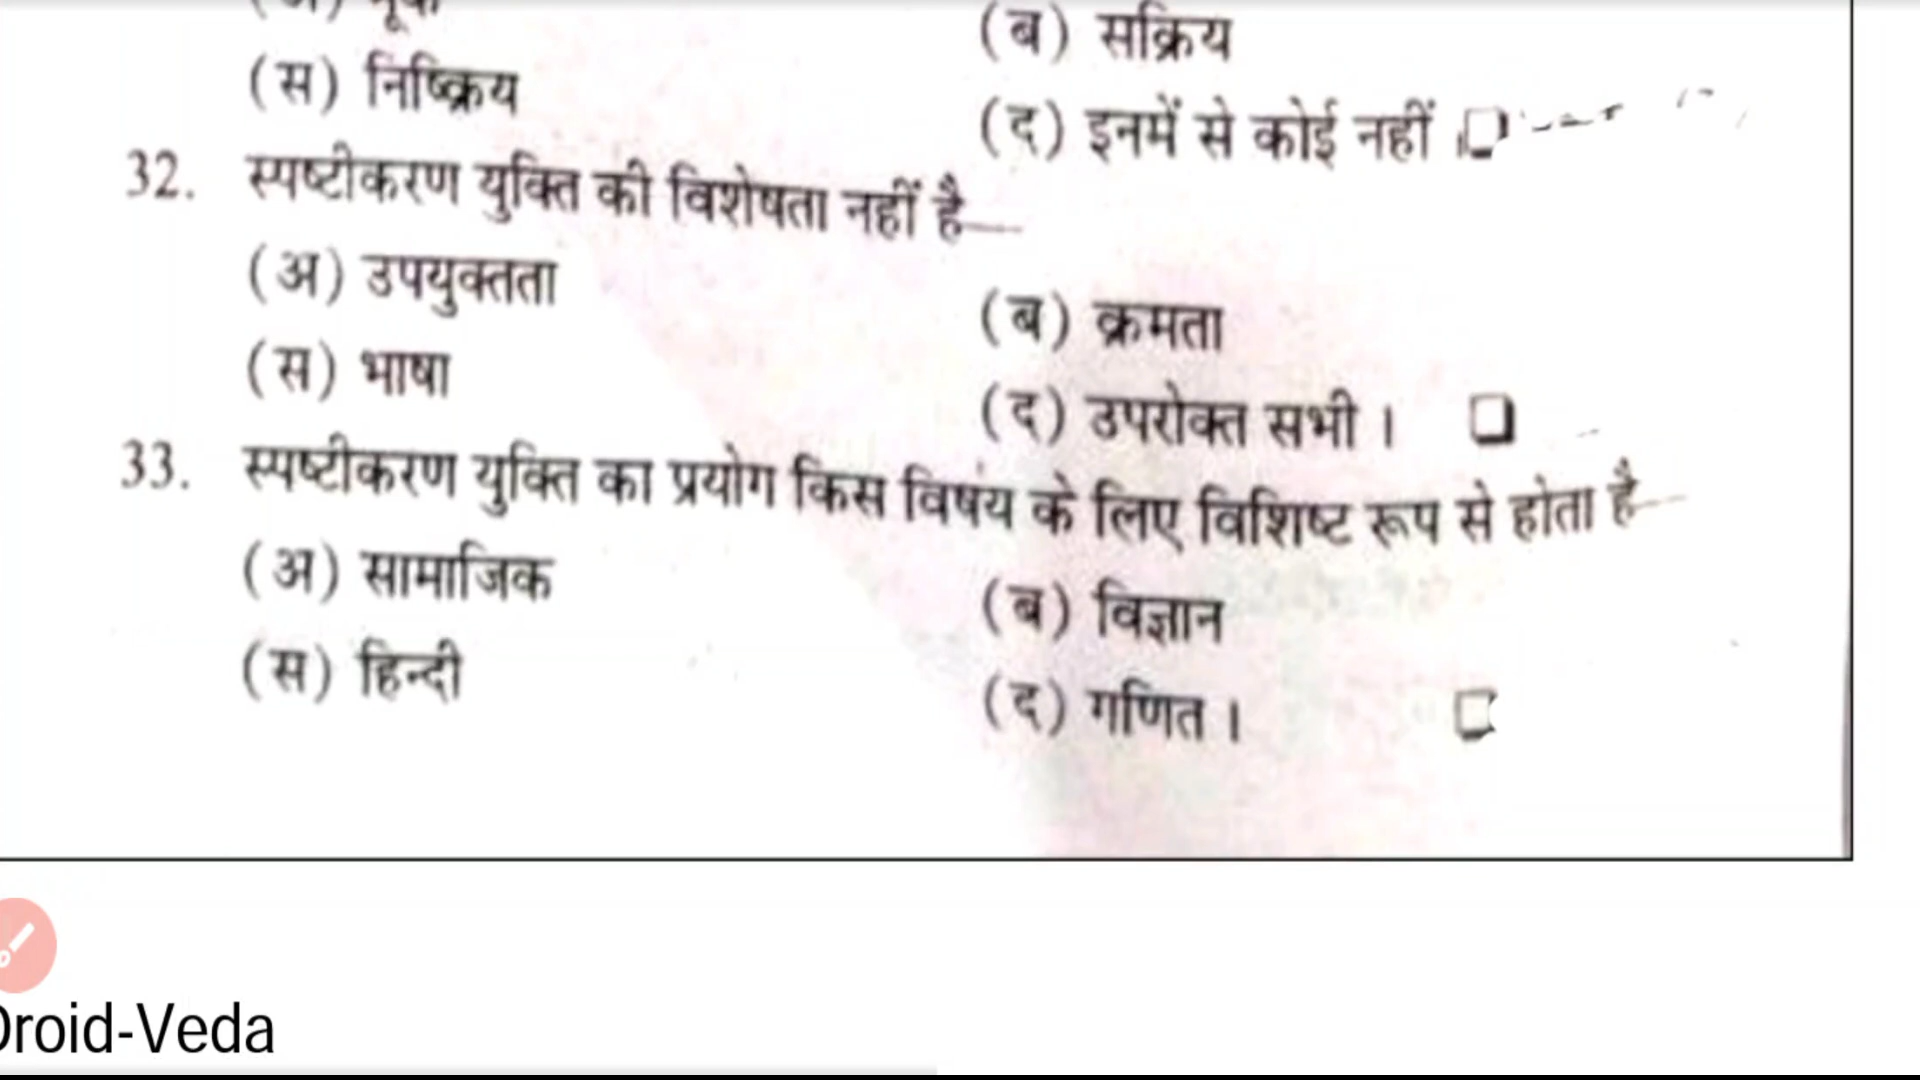 (ब) सक्रिय
(स) निष्क्रिय
(द) इनमें से कोई नहीं
32. स्पष्टीकरण युक्ति की विशेषता नहीं है—
(अ) उपयुक्तता
(ब) क्रमता
(स) भाषा
(द) उपरोक्त सभी ।
33. स्पष्टीकरण युक्ति का प्रयोग किस विषय के लिए विशिष्ट रूप से होता है—
(अ) सामाजिक
(ब) विज्ञान
(स) हिन्दी
(द) गणित ।
Droid-Veda